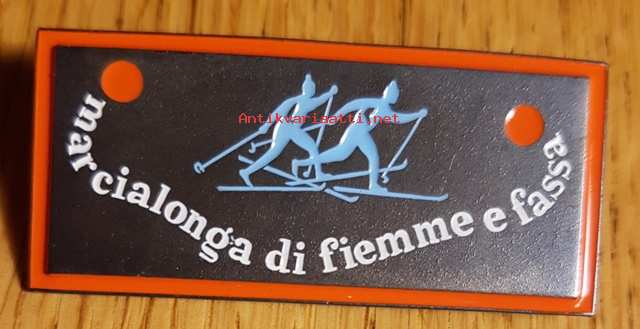 Antikvariaatti.net
marcialonga di fiemme e fassa